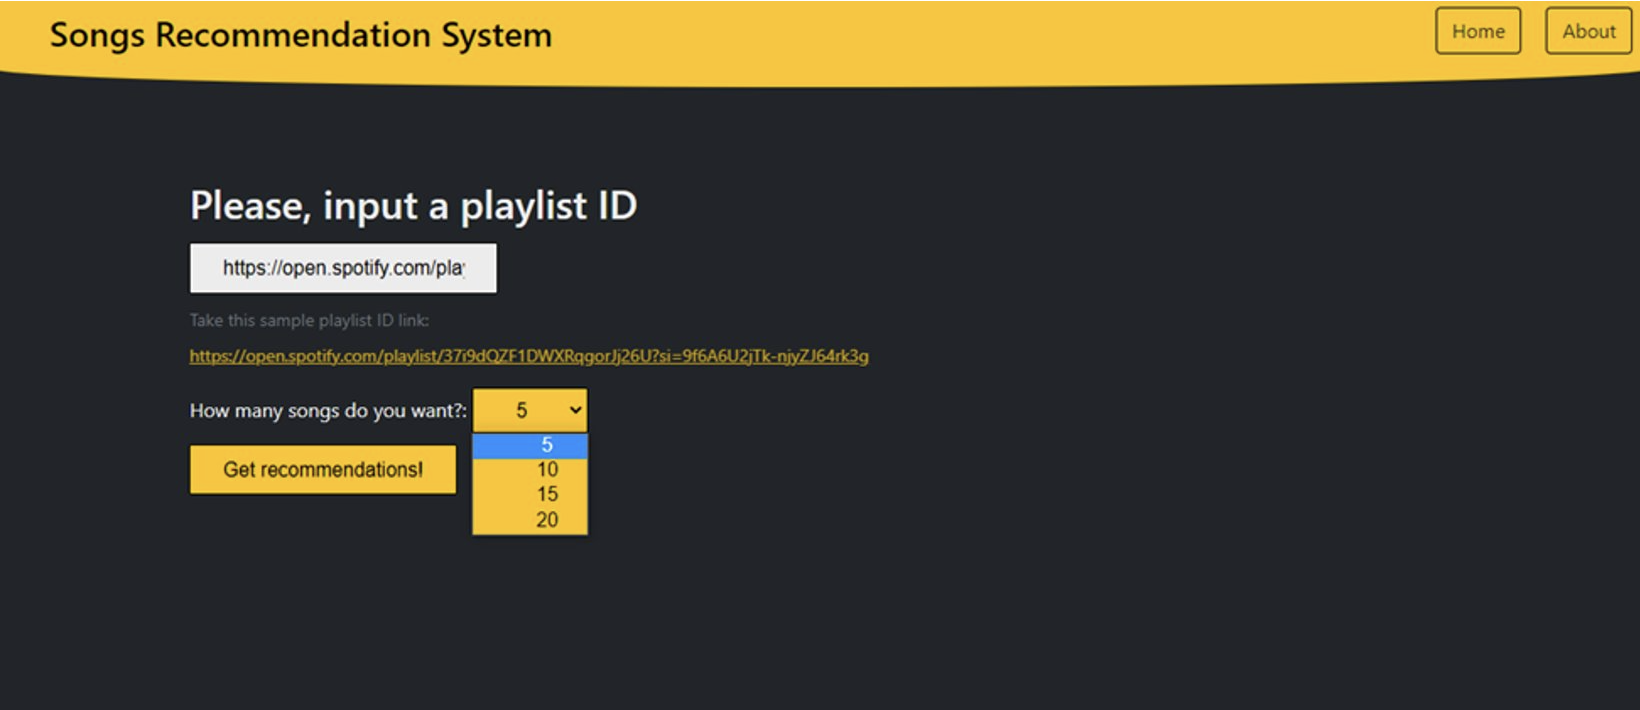 Songs Recommendation System
Home
About
Please, input a playlist ID
https://open.spotify.com/pla
Take this sample playlist ID link:
https://open.spotify.com/playlist/37i9dQZF1DWXRqgorJj26U?si=9f6A6U2jTk-njyZJ64rk3g
How many songs do you want?: 5
5
10
15
20
Get recommendations!